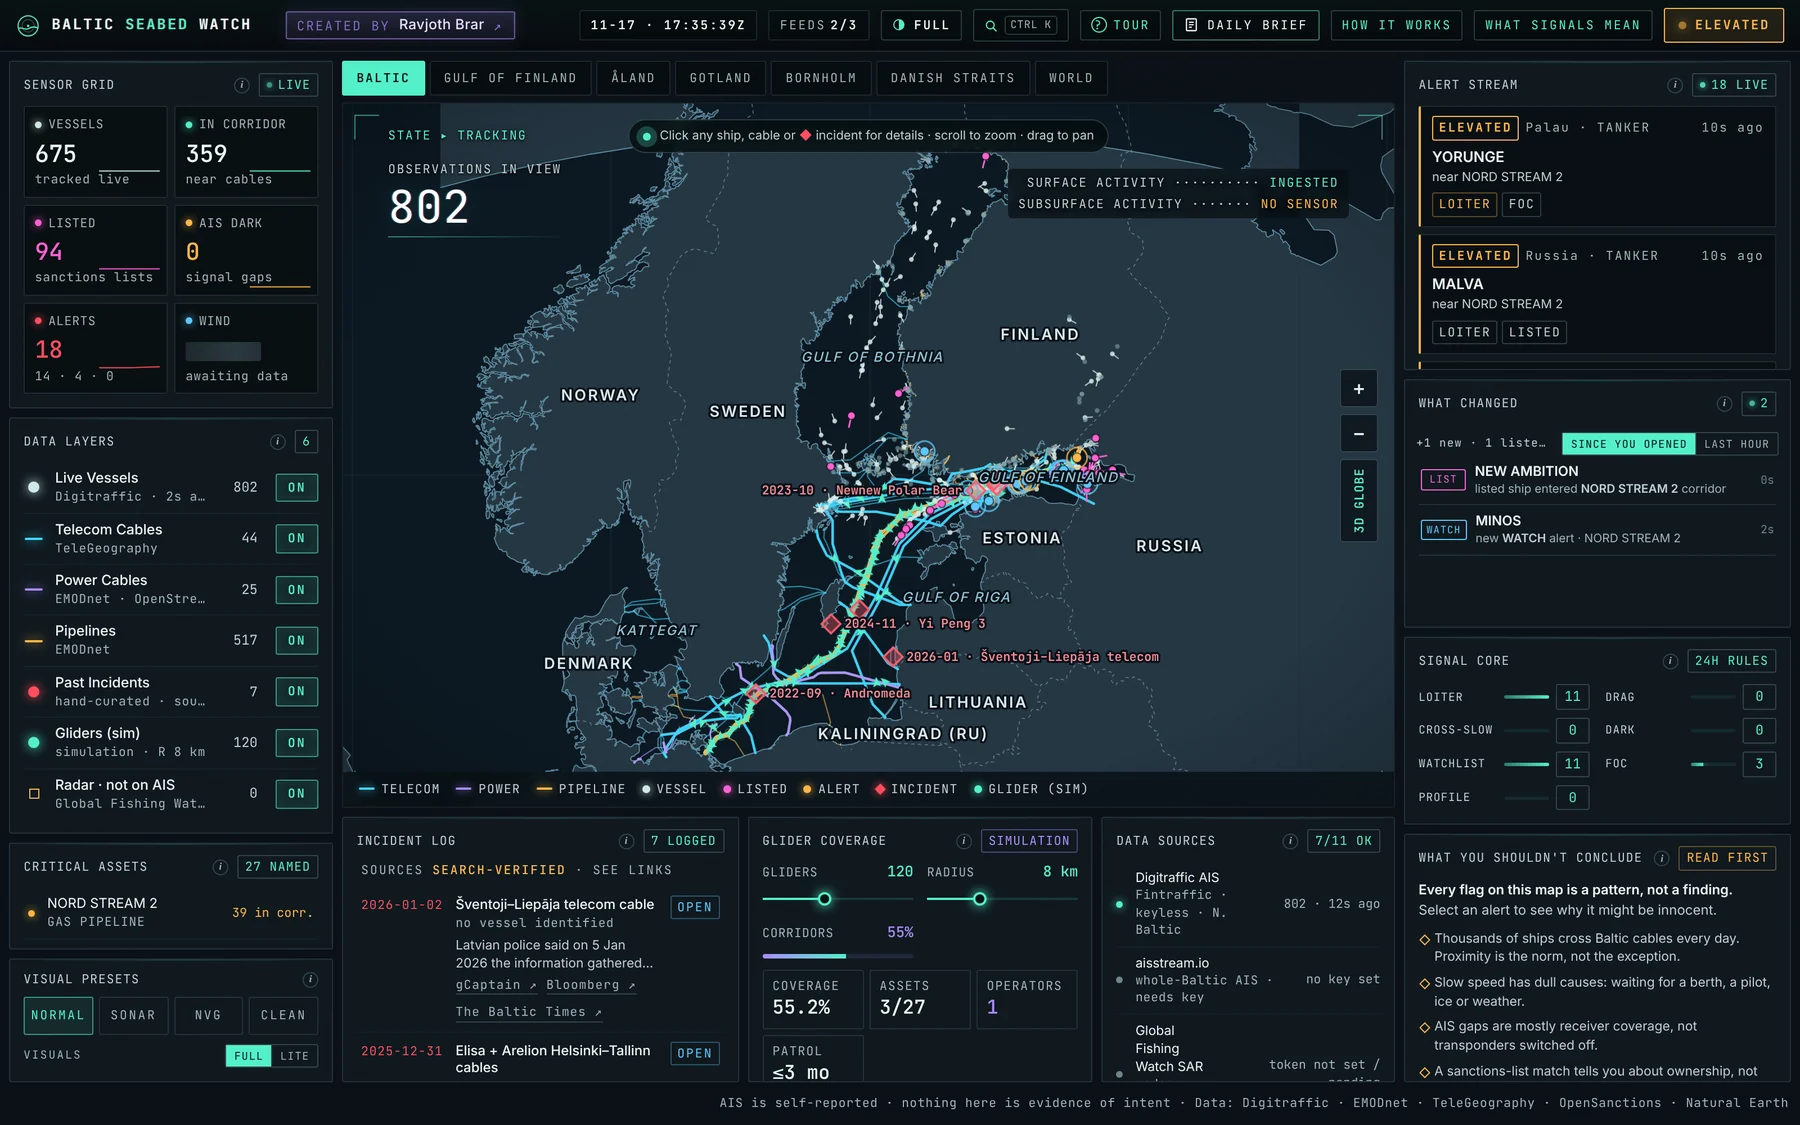 BALTIC SEABED WATCH
CREATED BY Ravjoth Brar ↗
11-17 · 17:35:39Z
FEEDS 2/3
FULL
CTRL K
TOUR
DAILY BRIEF
HOW IT WORKS
WHAT SIGNALS MEAN
ELEVATED
SENSOR GRID
LIVE
VESSELS
675
tracked live
IN CORRIDOR
359
near cables
LISTED
94
sanctions lists
AIS DARK
0
signal gaps
ALERTS
18
14 · 4 · 0
WIND
awaiting data
DATA LAYERS
6
Live Vessels
Digitraffic · 2s a…
802
ON
Telecom Cables
TeleGeography
44
ON
Power Cables
EMODnet · OpenStre…
25
ON
Pipelines
EMODnet
517
ON
Past Incidents
hand-curated · sou…
7
ON
Gliders (sim)
simulation · R 8 km
120
ON
Radar · not on AIS
Global Fishing Wat…
0
ON
CRITICAL ASSETS
27 NAMED
NORD STREAM 2
GAS PIPELINE
39 in corr.
VISUAL PRESETS
NORMAL
SONAR
NVG
CLEAN
VISUALS
FULL
LITE
BALTIC
GULF OF FINLAND
ÅLAND
GOTLAND
BORNHOLM
DANISH STRAITS
WORLD
STATE ▸ TRACKING
OBSERVATIONS IN VIEW
802
Click any ship, cable or ◆ incident for details · scroll to zoom · drag to pan
SURFACE ACTIVITY ·········· INGESTED
SUBSURFACE ACTIVITY ······· NO SENSOR
FINLAND
GULF OF BOTHNIA
NORWAY
SWEDEN
GULF OF FINLAND
2023-10 · Newnew Polar Bear
ESTONIA
RUSSIA
GULF OF RIGA
2024-11 · Yi Peng 3
KATTEGAT
2026-01 · Šventoji–Liepāja telecom
DENMARK
2022-09 · Andromeda
LITHUANIA
KALININGRAD (RU)
+
−
3D GLOBE
TELECOM
POWER
PIPELINE
VESSEL
LISTED
ALERT
INCIDENT
GLIDER (SIM)
INCIDENT LOG
7 LOGGED
SOURCES SEARCH-VERIFIED · SEE LINKS
2026-01-02
Šventoji–Liepāja telecom cable
no vessel identified
OPEN
Latvian police said on 5 Jan
2026 the information gathered…
gCaptain ↗ Bloomberg ↗
The Baltic Times ↗
2025-12-31
Elisa + Arelion Helsinki–Tallinn
cables
OPEN
GLIDER COVERAGE
SIMULATION
GLIDERS 120
RADIUS 8 km
CORRIDORS 55%
COVERAGE
55.2%
ASSETS
3/27
OPERATORS
1
PATROL
≤3 mo
DATA SOURCES
7/11 OK
Digitraffic AIS
Fintraffic ·
keyless · N.
Baltic
802 · 12s ago
aisstream.io
whole-Baltic AIS ·
needs key
no key set
Global
Fishing
Watch SAR
token not set /
ALERT STREAM
18 LIVE
ELEVATED Palau · TANKER 10s ago
YORUNGE
near NORD STREAM 2
LOITER
FOC
ELEVATED Russia · TANKER 10s ago
MALVA
near NORD STREAM 2
LOITER
LISTED
WHAT CHANGED
2
+1 new · 1 liste…
SINCE YOU OPENED
LAST HOUR
LIST
NEW AMBITION
listed ship entered NORD STREAM 2 corridor
0s
WATCH
MINOS
new WATCH alert · NORD STREAM 2
2s
SIGNAL CORE
24H RULES
LOITER 11
DRAG 0
CROSS-SLOW 0
DARK 0
WATCHLIST 11
FOC 3
PROFILE 0
WHAT YOU SHOULDN'T CONCLUDE
READ FIRST
Every flag on this map is a pattern, not a finding.
Select an alert to see why it might be innocent.
Thousands of ships cross Baltic cables every day.
Proximity is the norm, not the exception.
Slow speed has dull causes: waiting for a berth, a pilot,
ice or weather.
AIS gaps are mostly receiver coverage, not
transponders switched off.
A sanctions-list match tells you about ownership, not
AIS is self-reported · nothing here is evidence of intent · Data: Digitraffic · EMODnet · TeleGeography · OpenSanctions · Natural Earth